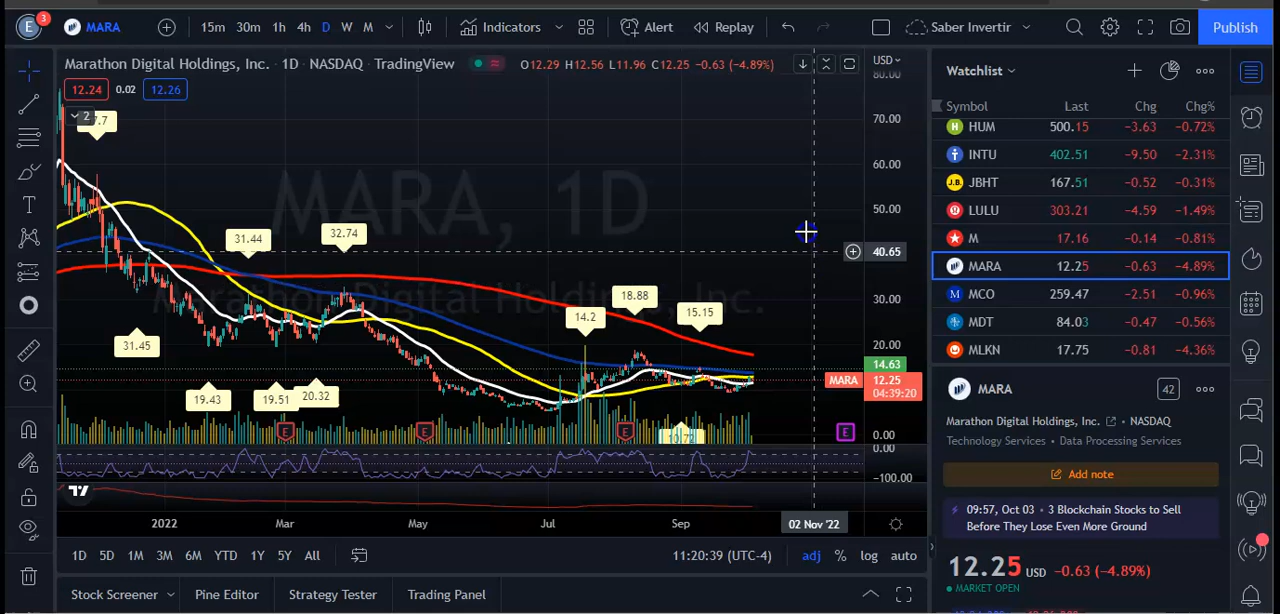 E 3 MARA 15m 30m 1h 4h D W M Indicators Alert Replay Saber Invertir Publish
Marathon Digital Holdings, Inc. · 1D · NASDAQ · TradingView O12.29 H12.56 L11.96 C12.25 −0.63 (−4.89%) USD
12.24 0.02 12.26
2
80.00
70.00
60.00
50.00
40.65
30.00
20.00
14.63
MARA 12.25
04:39:20
0.00
0.00
−100.00
MARA, 1D
Marathon Digital Holdings, Inc.
31.44
32.74
31.45
19.43
19.51
20.32
14.2
18.88
15.15
E E E E
2022 Mar May Jul Sep 02 Nov '22
1D 5D 1M 3M 6M YTD 1Y 5Y All 11:20:39 (UTC-4) adj % log auto
Stock Screener Pine Editor Strategy Tester Trading Panel
Watchlist
Symbol Last Chg Chg%
HUM 500.15 −3.63 −0.72%
INTU 402.51 −9.50 −2.31%
J.B. JBHT 167.51 −0.52 −0.31%
LULU 303.21 −4.59 −1.49%
M 17.16 −0.14 −0.81%
MARA 12.25 −0.63 −4.89%
M MCO 259.47 −2.51 −0.96%
MDT 84.03 −0.47 −0.56%
MLKN 17.75 −0.81 −4.36%
MARA 42
Marathon Digital Holdings, Inc. · NASDAQ
Technology Services · Data Processing Services
Add note
09:57, Oct 03 · 3 Blockchain Stocks to Sell
Before They Lose Even More Ground
12.25 USD −0.63 (−4.89%)
MARKET OPEN